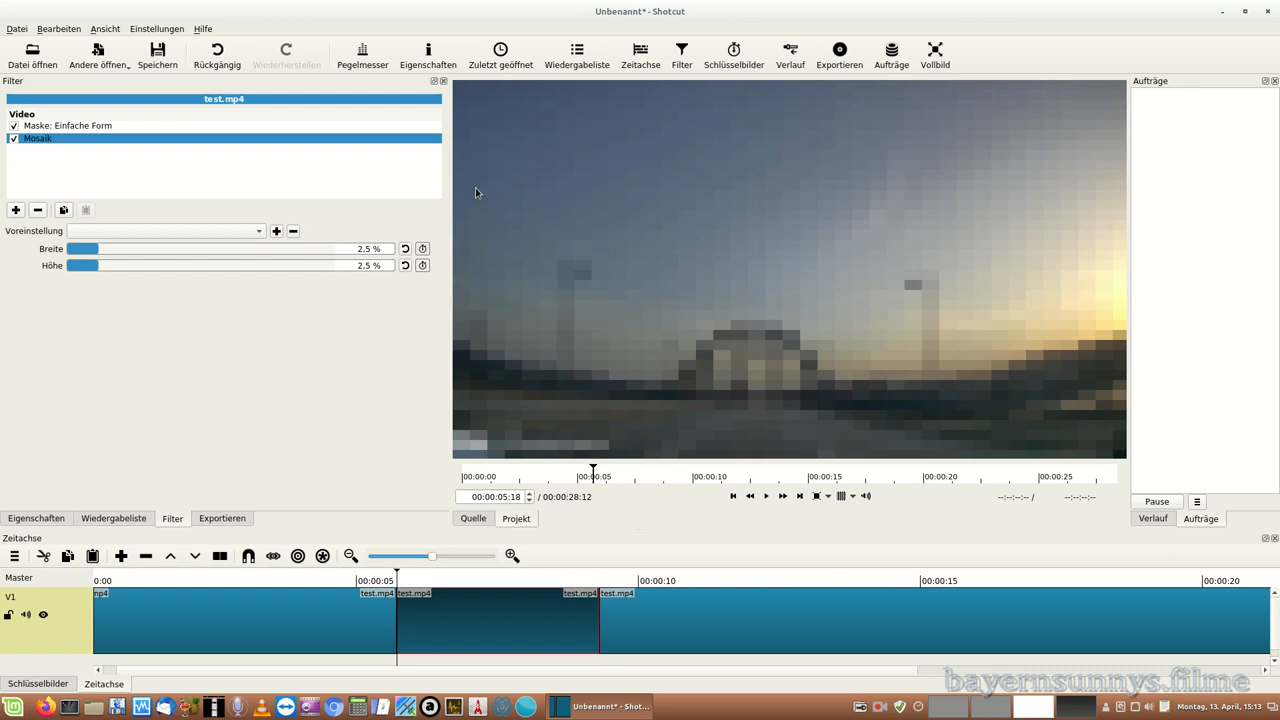 Unbenannt* - Shotcut
Datei Bearbeiten Ansicht Einstellungen Hilfe
Datei öffnen Andere öffnen Speichern Rückgängig Wiederherstellen Pegelmesser Eigenschaften Zuletzt geöffnet Wiedergabeliste Zeitachse Filter Schlüsselbilder Verlauf Exportieren Aufträge Vollbild
Filter
Aufträge
test.mp4
Video
Maske: Einfache Form
Mosaik
Voreinstellung
Breite 2,5 %
Höhe 2,5 %
00:00:00 00:00:05 00:00:10 00:00:15 00:00:20 00:00:25
00:00:05:18 / 00:00:28:12 --:--:--:-- / --:--:--:--
Pause
Eigenschaften Wiedergabeliste Filter Exportieren Quelle Projekt Verlauf Aufträge
Zeitachse
Master
0:00 00:00:05 00:00:10 00:00:15 00:00:20
V1
mp4 test.mp4 test.mp4 test.mp4 test.mp4
Schlüsselbilder Zeitachse
bayernsunnys.filme
Unbenannt* - Shot... Montag, 13. April, 15:13